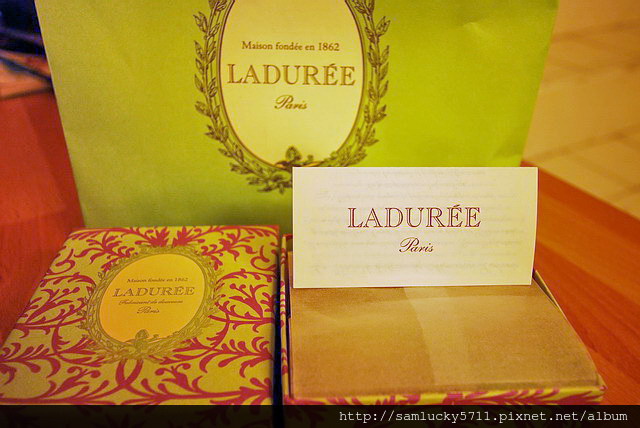 Maison fondée en 1862
LADURÉE
Paris
LADURÉE
Paris
Maison fondée en 1862
LADURÉE
Paris
http://samlucky5711.pixnet.net/album